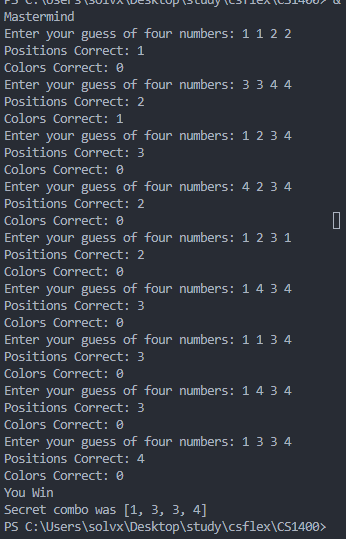 PS C:\Users\solvx\Desktop\study\csflex\CS1400> &
Mastermind
Enter your guess of four numbers: 1 1 2 2
Positions Correct: 1
Colors Correct: 0
Enter your guess of four numbers: 3 3 4 4
Positions Correct: 2
Colors Correct: 1
Enter your guess of four numbers: 1 2 3 4
Positions Correct: 3
Colors Correct: 0
Enter your guess of four numbers: 4 2 3 4
Positions Correct: 2
Colors Correct: 0
Enter your guess of four numbers: 1 2 3 1
Positions Correct: 2
Colors Correct: 0
Enter your guess of four numbers: 1 4 3 4
Positions Correct: 3
Colors Correct: 0
Enter your guess of four numbers: 1 1 3 4
Positions Correct: 3
Colors Correct: 0
Enter your guess of four numbers: 1 4 3 4
Positions Correct: 3
Colors Correct: 0
Enter your guess of four numbers: 1 3 3 4
Positions Correct: 4
Colors Correct: 0
You Win
Secret combo was [1, 3, 3, 4]
PS C:\Users\solvx\Desktop\study\csflex\CS1400>